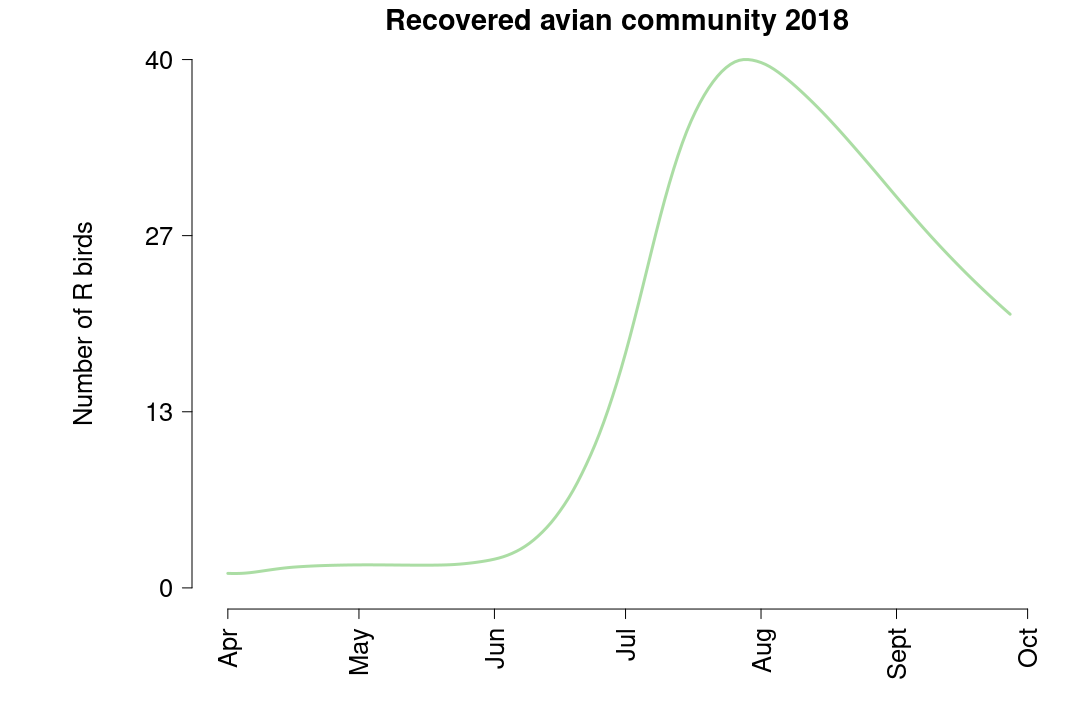 Recovered avian community 2018
Number of R birds
40
27
13
0
Apr
May
Jun
Jul
Aug
Sept
Oct